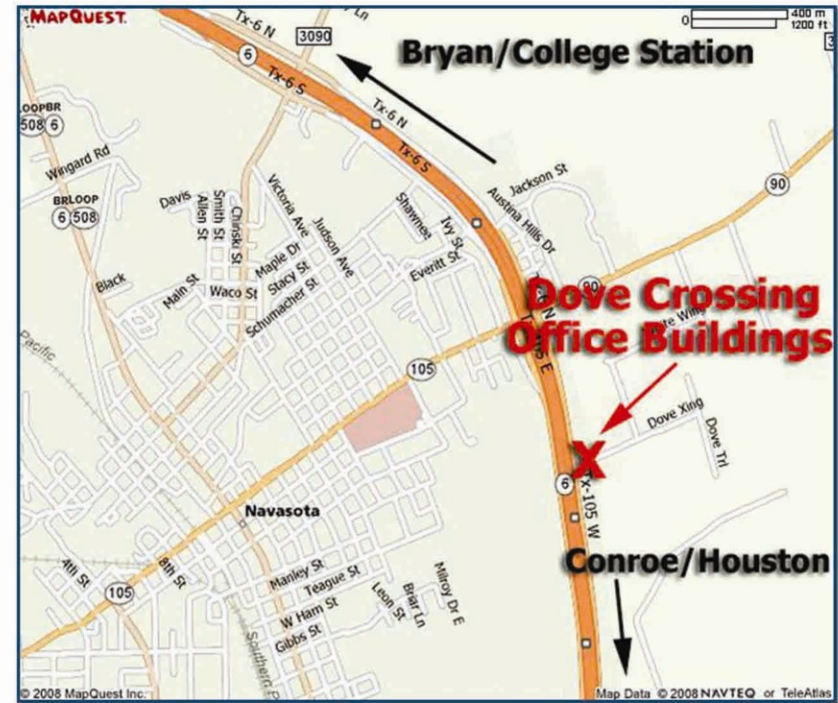 MAPQUEST.
Tx-6 N
3090
6
Tx-6 S
400 m
0
1200 ft
3
Bryan/College Station
Tx-6 N
Tx-6 S
LOOPBR
508 6
Wingard Rd
BRLOOP
6 508
Davis
Allen St
Smith St
Chinski St
Victoria Ave
Judson Ave
Maple Dr
Stacy St
Schumacher St
Waco St
Main St
Black
Shawnee
Ivy St
Everitt St
Jackson St
Austina Hills Dr
90
90
Dove Crossing
Office Buildings
105
Dove Xing
Dove Trl
X
6
Tx-105 W
Pacific
Navasota
Conroe/Houston
4th St
8th St
105
Manley St
Teague St
W Ham St
Gibbs St
Leon St
Briar Ln
Milroy Dr E
© 2008 MapQuest Inc.
Map Data © 2008 NAVTEQ or TeleAtlas